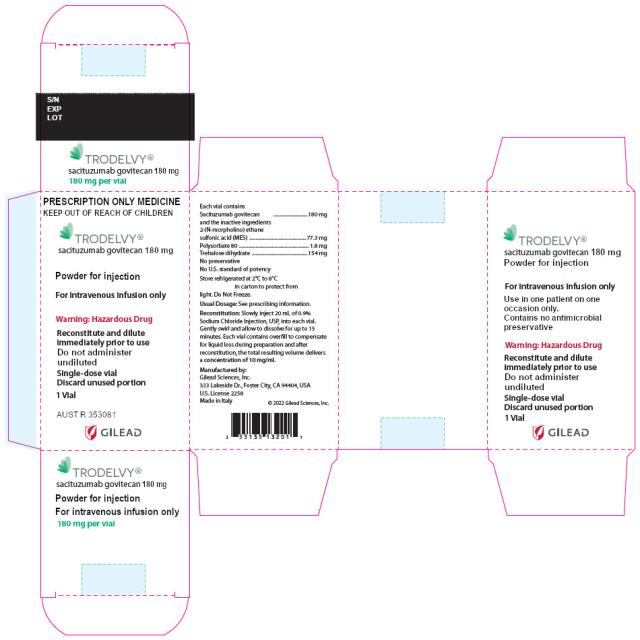 S/N
EXP
LOT
TRODELVY®
sacituzumab govitecan 180 mg
180 mg per vial
PRESCRIPTION ONLY MEDICINE
KEEP OUT OF REACH OF CHILDREN
TRODELVY®
sacituzumab govitecan 180 mg
Powder for injection
For intravenous infusion only
Warning: Hazardous Drug
Reconstitute and dilute
immediately prior to use
Do not administer
undiluted
Single-dose vial
Discard unused portion
1 Vial
AUST R 353081
GILEAD
TRODELVY®
sacituzumab govitecan 180 mg
Powder for injection
For intravenous infusion only
180 mg per vial
Each vial contains
Sacituzumab govitecan ............... 180 mg
and the inactive ingredients
2-(N-morpholino) ethane
sulfonic acid (MES) ......................... 77.3 mg
Polysorbate 80 ................................ 1.8 mg
Trehalose dihydrate ........................ 154 mg
No preservative
No U.S. standard of potency
Store refrigerated at 2°C to 8°C
in carton to protect from
light. Do Not Freeze.
Usual Dosage: See prescribing information.
Reconstitution: Slowly inject 20 mL of 0.9%
Sodium Chloride Injection, USP, into each vial.
Gently swirl and allow to dissolve for up to 15
minutes. Each vial contains overfill to compensate
for liquid loss during preparation and after
reconstitution, the total resulting volume delivers
a concentration of 10 mg/ml.
Manufactured by:
Gilead Sciences, Inc.
333 Lakeside Dr., Foster City, CA 94404, USA
U.S. License 2258
Made in Italy © 2022 Gilead Sciences, Inc.
3 55135 13201 1
TRODELVY®
sacituzumab govitecan 180 mg
Powder for injection
For intravenous infusion only
Use in one patient on one
occasion only.
Contains no antimicrobial
preservative
Warning: Hazardous Drug
Reconstitute and dilute
immediately prior to use
Do not administer
undiluted
Single-dose vial
Discard unused portion
1 Vial
GILEAD